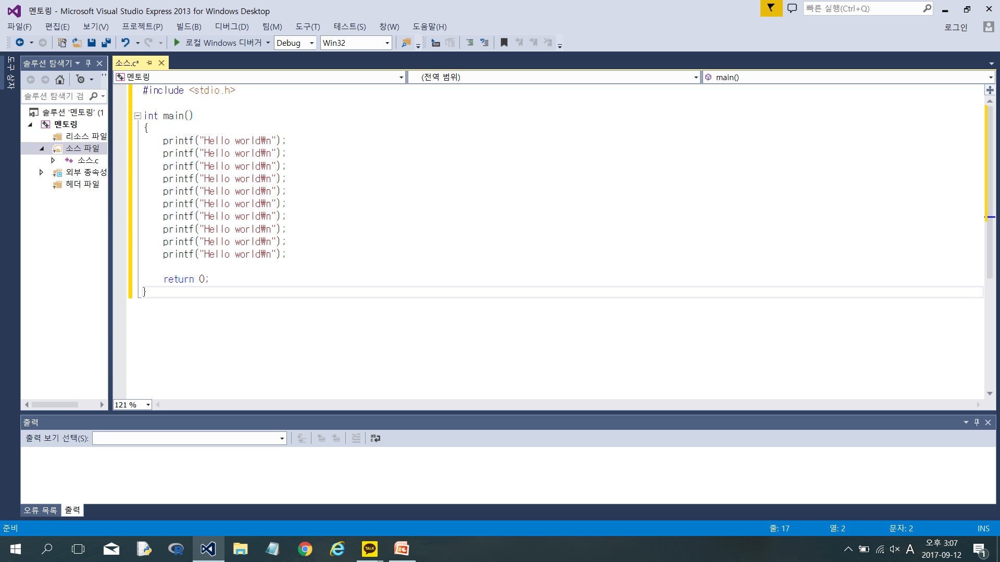 멘토링 - Microsoft Visual Studio Express 2013 for Windows Desktop
빠른 실행(Ctrl+Q)
파일(F) 편집(E) 보기(V) 프로젝트(P) 빌드(B) 디버그(D) 팀(M) 도구(T) 테스트(S) 창(W) 도움말(H) 로그인
로컬 Windows 디버거 Debug Win32
도구 상자
솔루션 탐색기
솔루션 탐색기 검
솔루션 '멘토링' (1
멘토링
리소스 파일
소스 파일
소스.c
외부 종속성
헤더 파일
소스.c*
멘토링 (전역 범위) main()
#include <stdio.h>
int main()
{
printf("Hello world₩n");
printf("Hello world₩n");
printf("Hello world₩n");
printf("Hello world₩n");
printf("Hello world₩n");
printf("Hello world₩n");
printf("Hello world₩n");
printf("Hello world₩n");
printf("Hello world₩n");
printf("Hello world₩n");
return 0;
}
121 %
출력
출력 보기 선택(S):
오류 목록 출력
준비 줄: 17 열: 2 문자: 2 INS
TALK
A 오후 3:07
2017-09-12
1